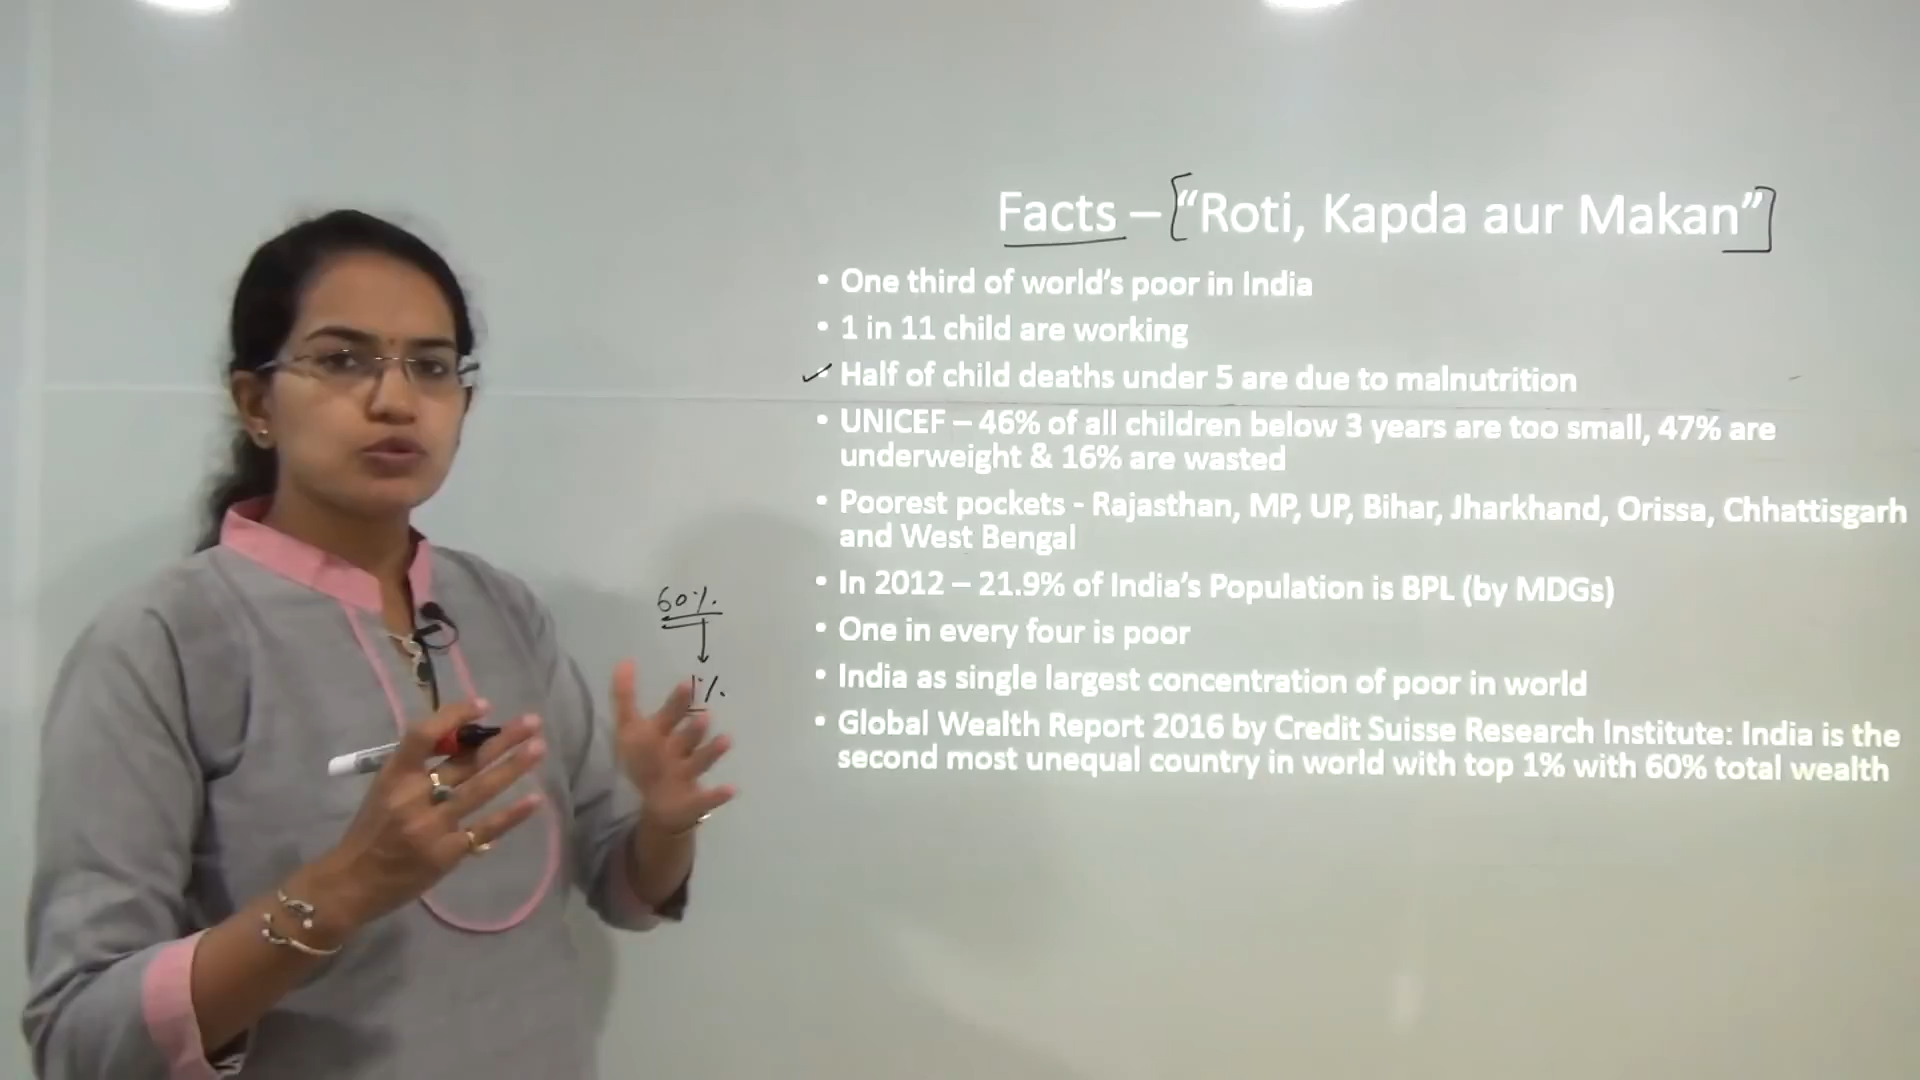 Facts – “Roti, Kapda aur Makan”
• One third of world’s poor in India
• 1 in 11 child are working
• Half of child deaths under 5 are due to malnutrition
• UNICEF – 46% of all children below 3 years are too small, 47% are
underweight & 16% are wasted
• Poorest pockets - Rajasthan, MP, UP, Bihar, Jharkhand, Orissa, Chhattisgarh
and West Bengal
• In 2012 – 21.9% of India’s Population is BPL (by MDGs)
• One in every four is poor
• India as single largest concentration of poor in world
• Global Wealth Report 2016 by Credit Suisse Research Institute: India is the
second most unequal country in world with top 1% with 60% total wealth
60%.
1%.